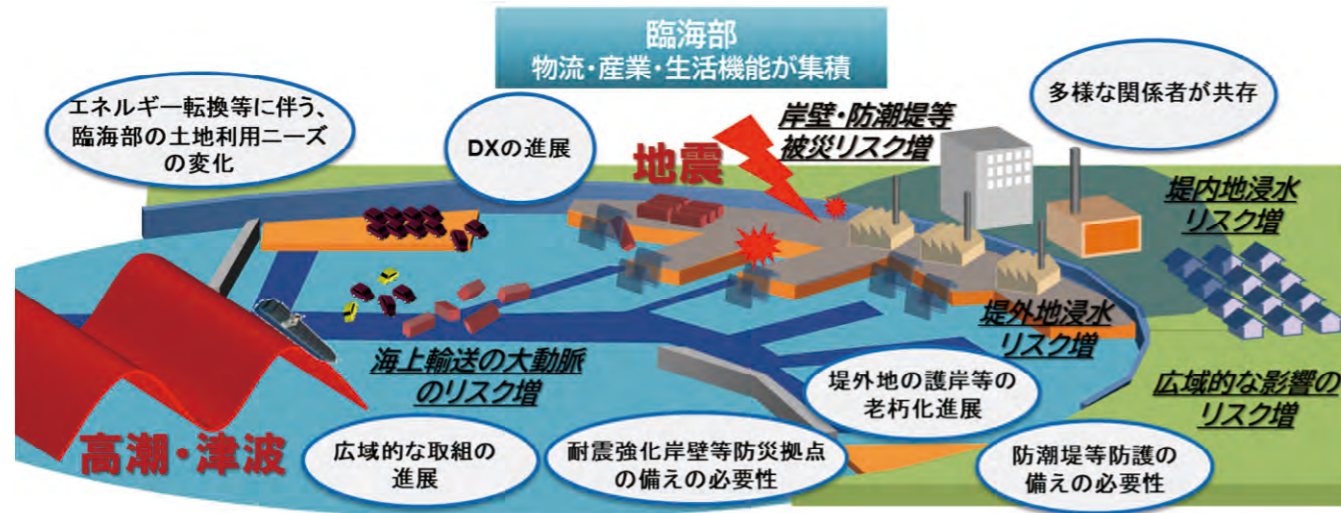 臨海部
物流・産業・生活機能が集積
エネルギー転換等に伴う、
臨海部の土地利用ニーズ
の変化
DXの進展
地震
岸壁・防潮堤等
被災リスク増
多様な関係者が共存
堤内地浸水
リスク増
海上輸送の大動脈
のリスク増
堤外地浸水
リスク増
広域的な影響の
リスク増
高潮・津波
広域的な取組の
進展
耐震強化岸壁等防災拠点
の備えの必要性
堤外地の護岸等の
老朽化進展
防潮堤等防護の
備えの必要性